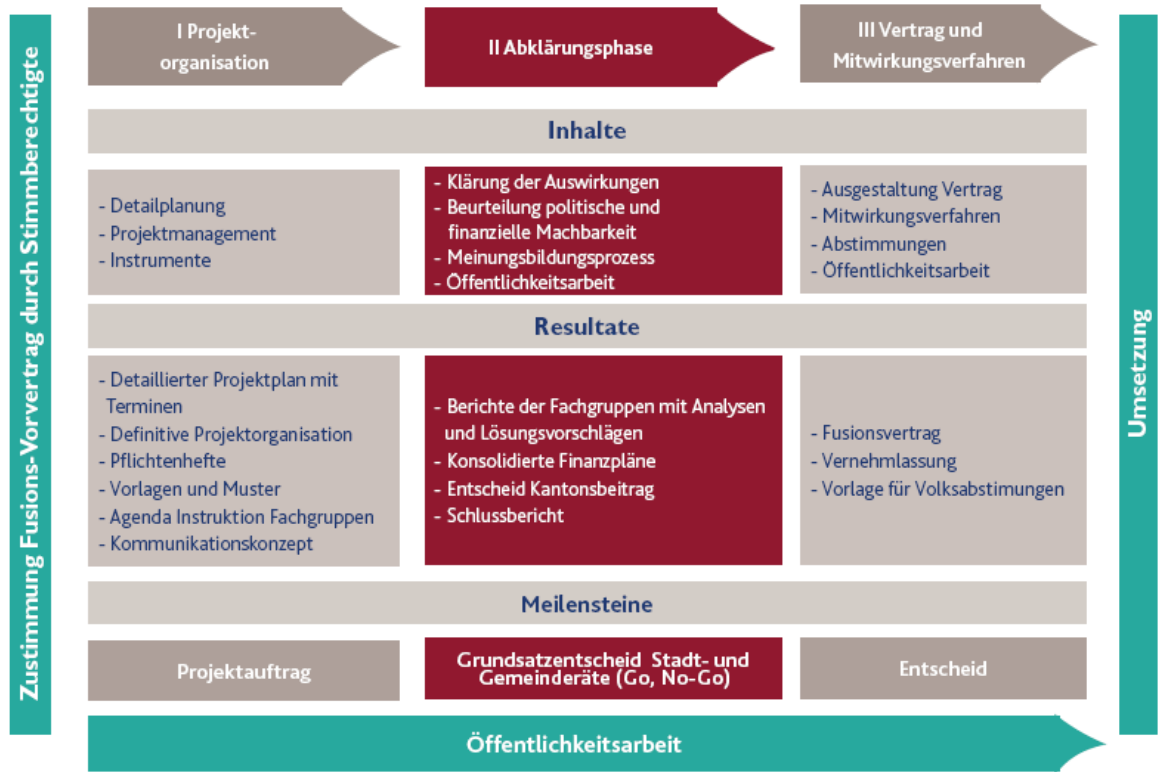 Zustimmung Fusions-Vorvertrag durch Stimmberechtigte
I Projekt-
organisation
II Abklärungsphase
III Vertrag und
Mitwirkungsverfahren
Inhalte
- Detailplanung
- Projektmanagement
- Instrumente
- Klärung der Auswirkungen
- Beurteilung politische und
finanzielle Machbarkeit
- Meinungsbildungsprozess
- Öffentlichkeitsarbeit
- Ausgestaltung Vertrag
- Mitwirkungsverfahren
- Abstimmungen
- Öffentlichkeitsarbeit
Resultate
- Detaillierter Projektplan mit
Terminen
- Definitive Projektorganisation
- Pflichtenhefte
- Vorlagen und Muster
- Agenda Instruktion Fachgruppen
- Kommunikationskonzept
- Berichte der Fachgruppen mit Analysen
und Lösungsvorschlägen
- Konsolidierte Finanzpläne
- Entscheid Kantonsbeitrag
- Schlussbericht
- Fusionsvertrag
- Vernehmlassung
- Vorlage für Volksabstimungen
Meilensteine
Projektauftrag
Grundsatzentscheid Stadt- und
Gemeinderäte (Go, No-Go)
Entscheid
Öffentlichkeitsarbeit
Umsetzung